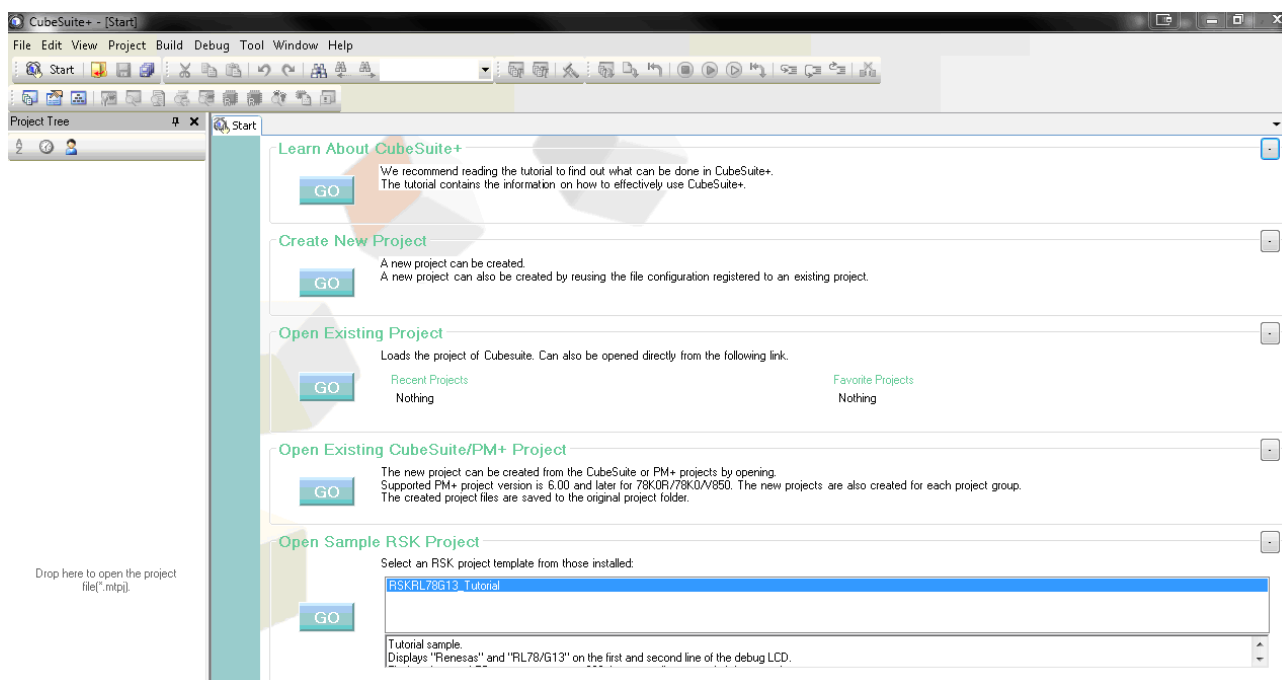 CubeSuite+ - [Start]
File Edit View Project Build Debug Tool Window Help
Start
Project Tree
Start
Learn About CubeSuite+
We recommend reading the tutorial to find out what can be done in CubeSuite+.
The tutorial contains the information on how to effectively use CubeSuite+.
GO
Create New Project
A new project can be created.
A new project can also be created by reusing the file configuration registered to an existing project.
GO
Open Existing Project
Loads the project of Cubesuite. Can also be opened directly from the following link.
GO
Recent Projects
Favorite Projects
Nothing
Nothing
Open Existing CubeSuite/PM+ Project
The new project can be created from the CubeSuite or PM+ projects by opening.
Supported PM+ project version is 6.00 and later for 78K0R/78K0/V850. The new projects are also created for each project group.
The created project files are saved to the original project folder.
GO
Open Sample RSK Project
Select an RSK project template from those installed:
RSKRL78G13_Tutorial
GO
Tutorial sample.
Displays "Renesas" and "RL78/G13" on the first and second line of the debug LCD.
Drop here to open the project
file(*.mtpj).